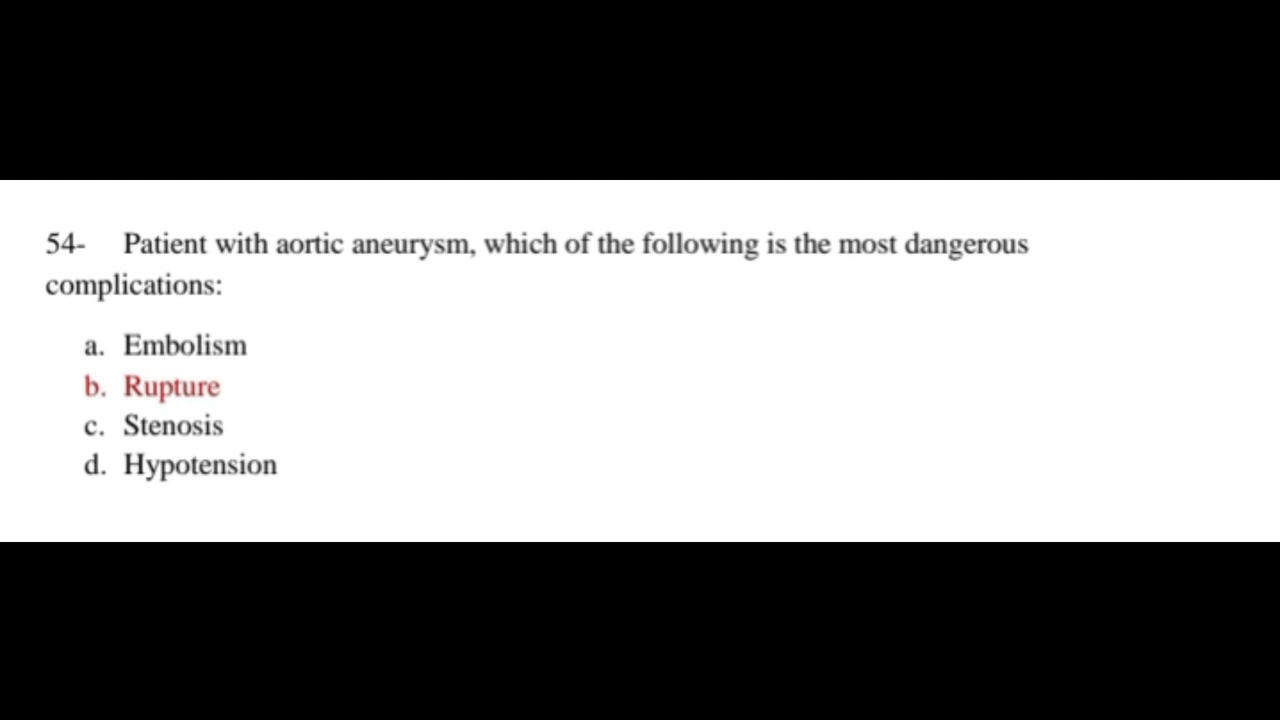 54- Patient with aortic aneurysm, which of the following is the most dangerous
complications:
a. Embolism
b. Rupture
c. Stenosis
d. Hypotension